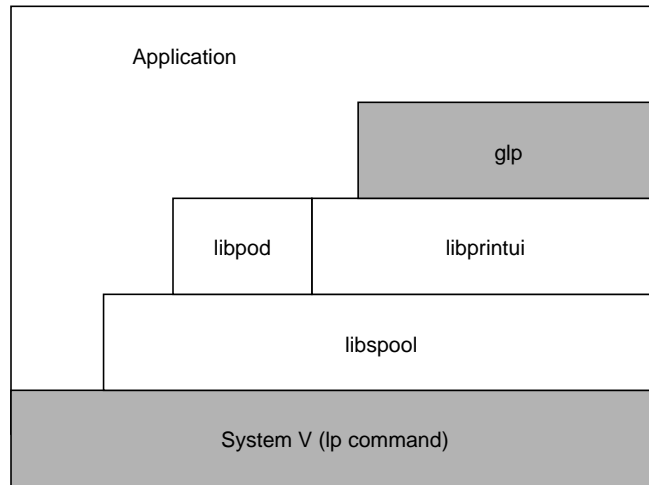 Application
glp
libpod
libprintui
libspool
System V (lp command)